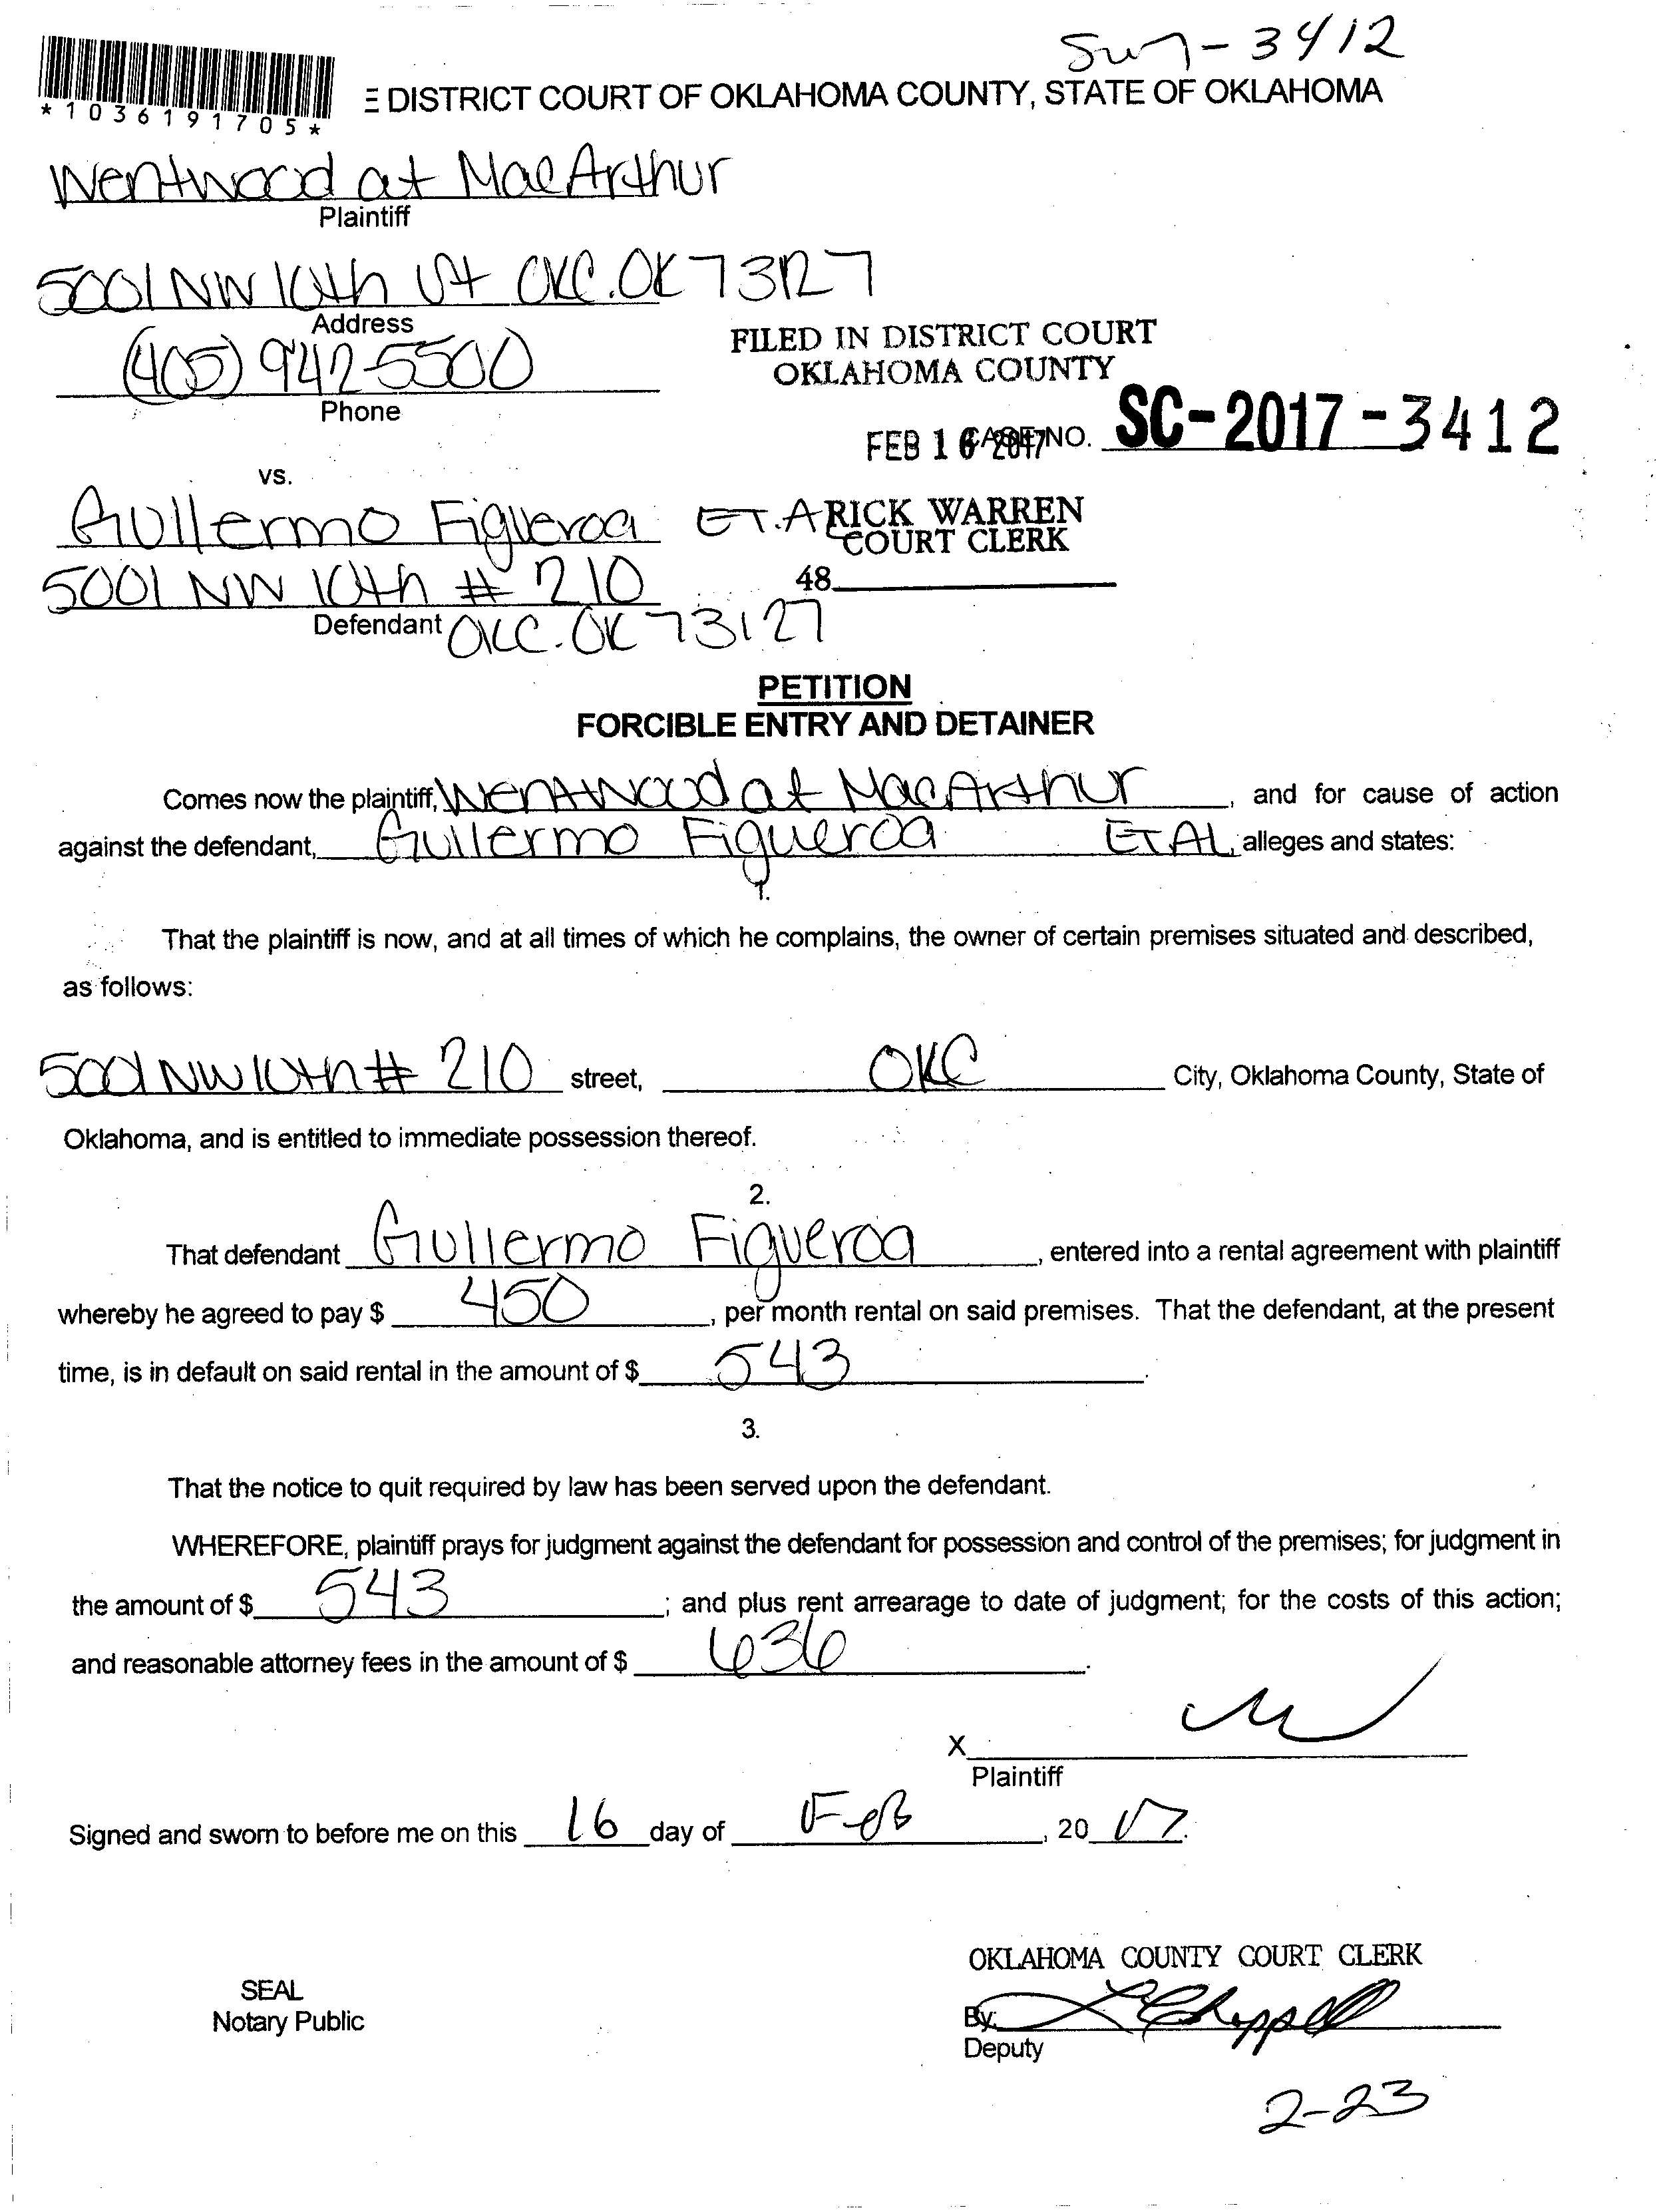 *1036191705*
3412
DISTRICT COURT OF OKLAHOMA COUNTY, STATE OF OKLAHOMA
Wentwood at MacArthur
Plaintiff
5001 NW 10th St OKC. OK 73127
Address
(405) 942-5500
Phone
FILED IN DISTRICT COURT
OKLAHOMA COUNTY
FEB 16 2017 CASE NO. SC-2017-3412
vs.
Gullermo Figueroa ET.A
RICK WARREN
COURT CLERK
5001 NW 10th # 210
48
Defendant OKC. OK 73127
PETITION
FORCIBLE ENTRY AND DETAINER
Comes now the plaintiff, Wentwood at MacArthur, and for cause of action
against the defendant, Gullermo Figueroa ET AL, alleges and states:
1.
That the plaintiff is now, and at all times of which he complains, the owner of certain premises situated and described,
as follows:
5001 NW 10th # 210 street, OKC City, Oklahoma County, State of
Oklahoma, and is entitled to immediate possession thereof.
2.
That defendant Gullermo Figueroa, entered into a rental agreement with plaintiff
whereby he agreed to pay $ 450, per month rental on said premises. That the defendant, at the present
time, is in default on said rental in the amount of $ 543.
3.
That the notice to quit required by law has been served upon the defendant.
WHEREFORE, plaintiff prays for judgment against the defendant for possession and control of the premises; for judgment in
the amount of $ 543; and plus rent arrearage to date of judgment; for the costs of this action;
and reasonable attorney fees in the amount of $ 636.
X
Plaintiff
Signed and sworn to before me on this 16 day of Feb, 20 17.
OKLAHOMA COUNTY COURT CLERK
SEAL
Notary Public
By: L Chappell
Deputy
2-23